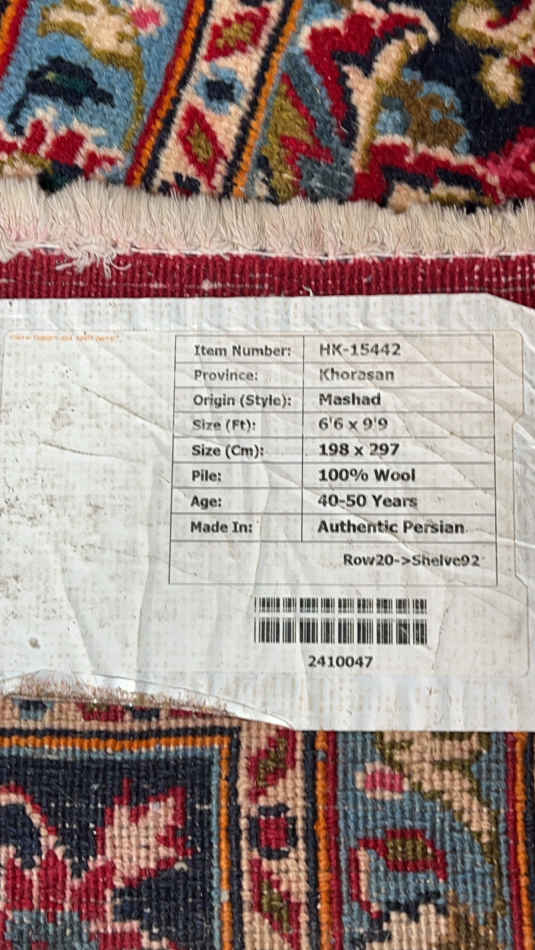 Item Number: HK-15442
Province: Khorasan
Origin (Style): Mashad
Size (Ft): 6'6 x 9'9
Size (Cm): 198 x 297
Pile: 100% Wool
Age: 40-50 Years
Made In: Authentic Persian
Row20->Shelve92
2410047